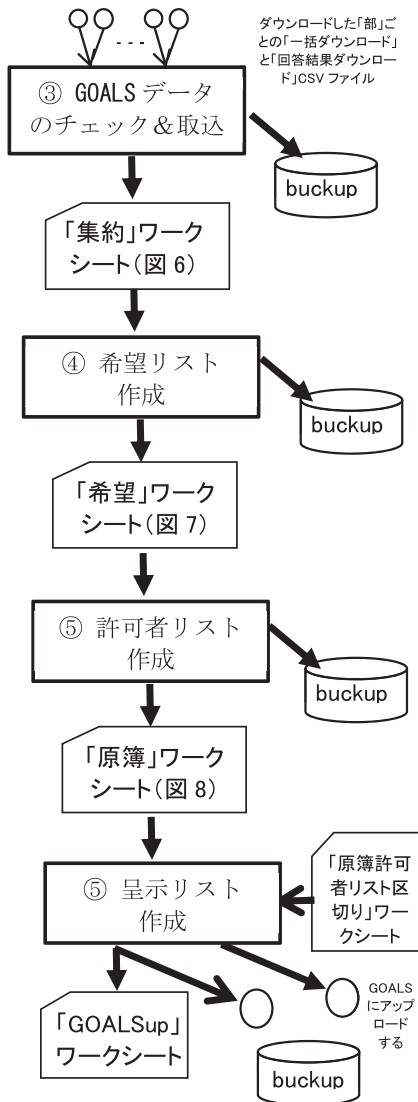 - - - -
ダウンロードした「部」ご
との「一括ダウンロード」
と「回答結果ダウンロー
ド」CSV ファイル
③ GOALS データ
のチェック＆取込
buckup
「集約」ワーク
シート(図 6)
④ 希望リスト
作成
buckup
「希望」ワーク
シート(図 7)
⑤ 許可者リスト
作成
buckup
「原簿」ワーク
シート(図 8)
⑤ 呈示リスト
作成
「原簿許可
者リスト区
切り」ワー
クシート
「GOALSup」
ワークシート
GOALS
にアップ
ロード
する
buckup